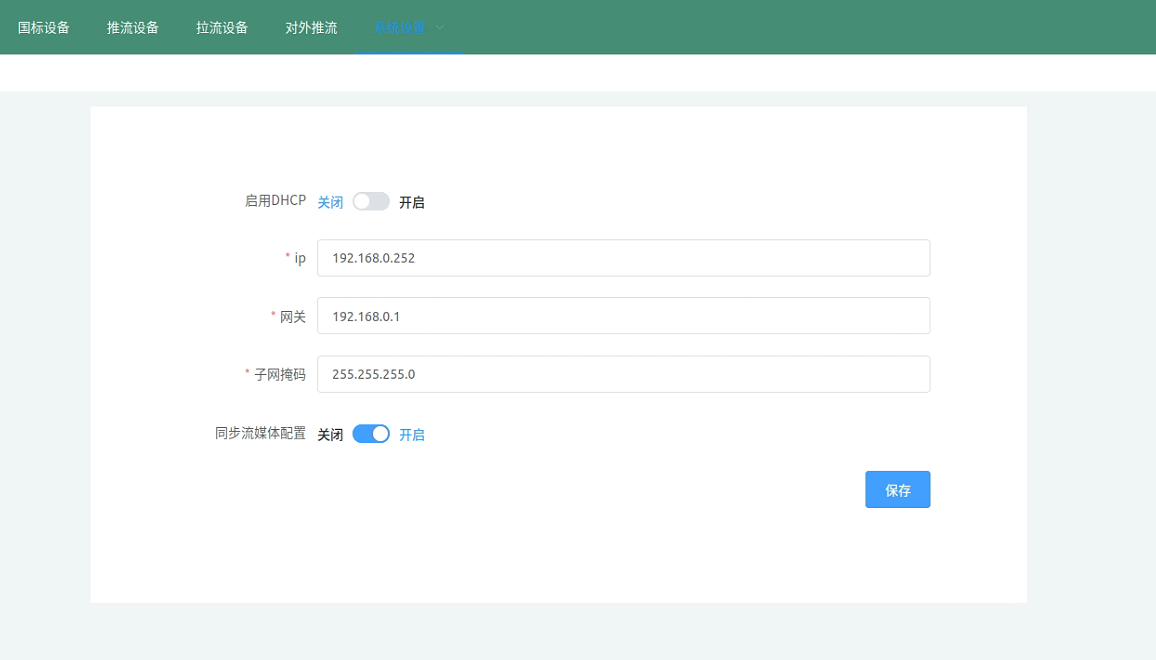 国标设备 推流设备 拉流设备 对外推流 系统设置
启用DHCP 关闭 开启
* ip 192.168.0.252
* 网关 192.168.0.1
* 子网掩码 255.255.255.0
同步流媒体配置 关闭 开启
保存